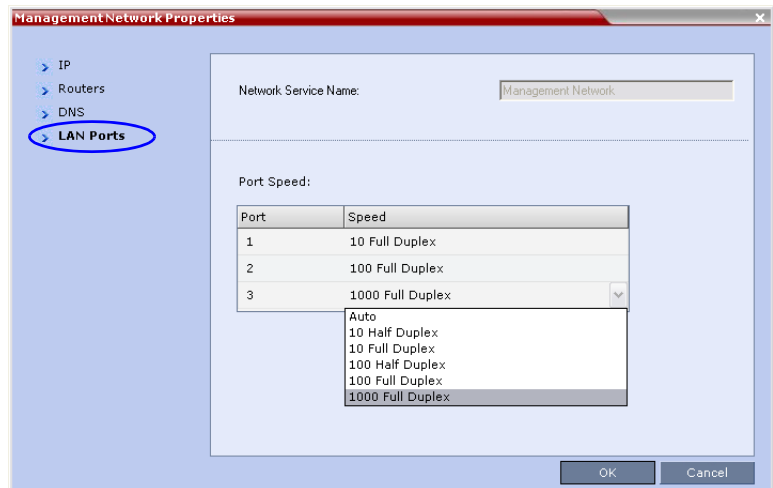 Management Network Properties
IP
Routers
DNS
LAN Ports
Network Service Name: Management Network
Port Speed:
Port Speed
1 10 Full Duplex
2 100 Full Duplex
3 1000 Full Duplex
Auto
10 Half Duplex
10 Full Duplex
100 Half Duplex
100 Full Duplex
1000 Full Duplex
OK Cancel